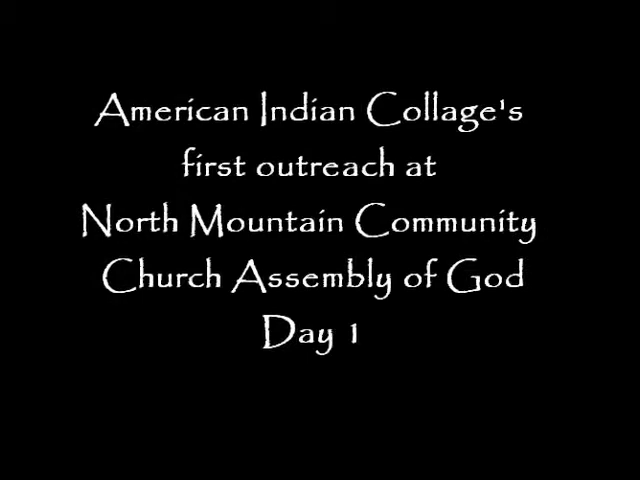 American Indian Collage's
first outreach at
North Mountain Community
Church Assembly of God
Day 1